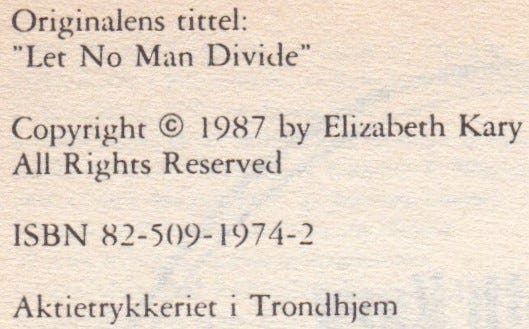 Originalens tittel:
"Let No Man Divide"
Copyright © 1987 by Elizabeth Kary
All Rights Reserved
ISBN 82-509-1974-2
Aktietrykkeriet i Trondhjem